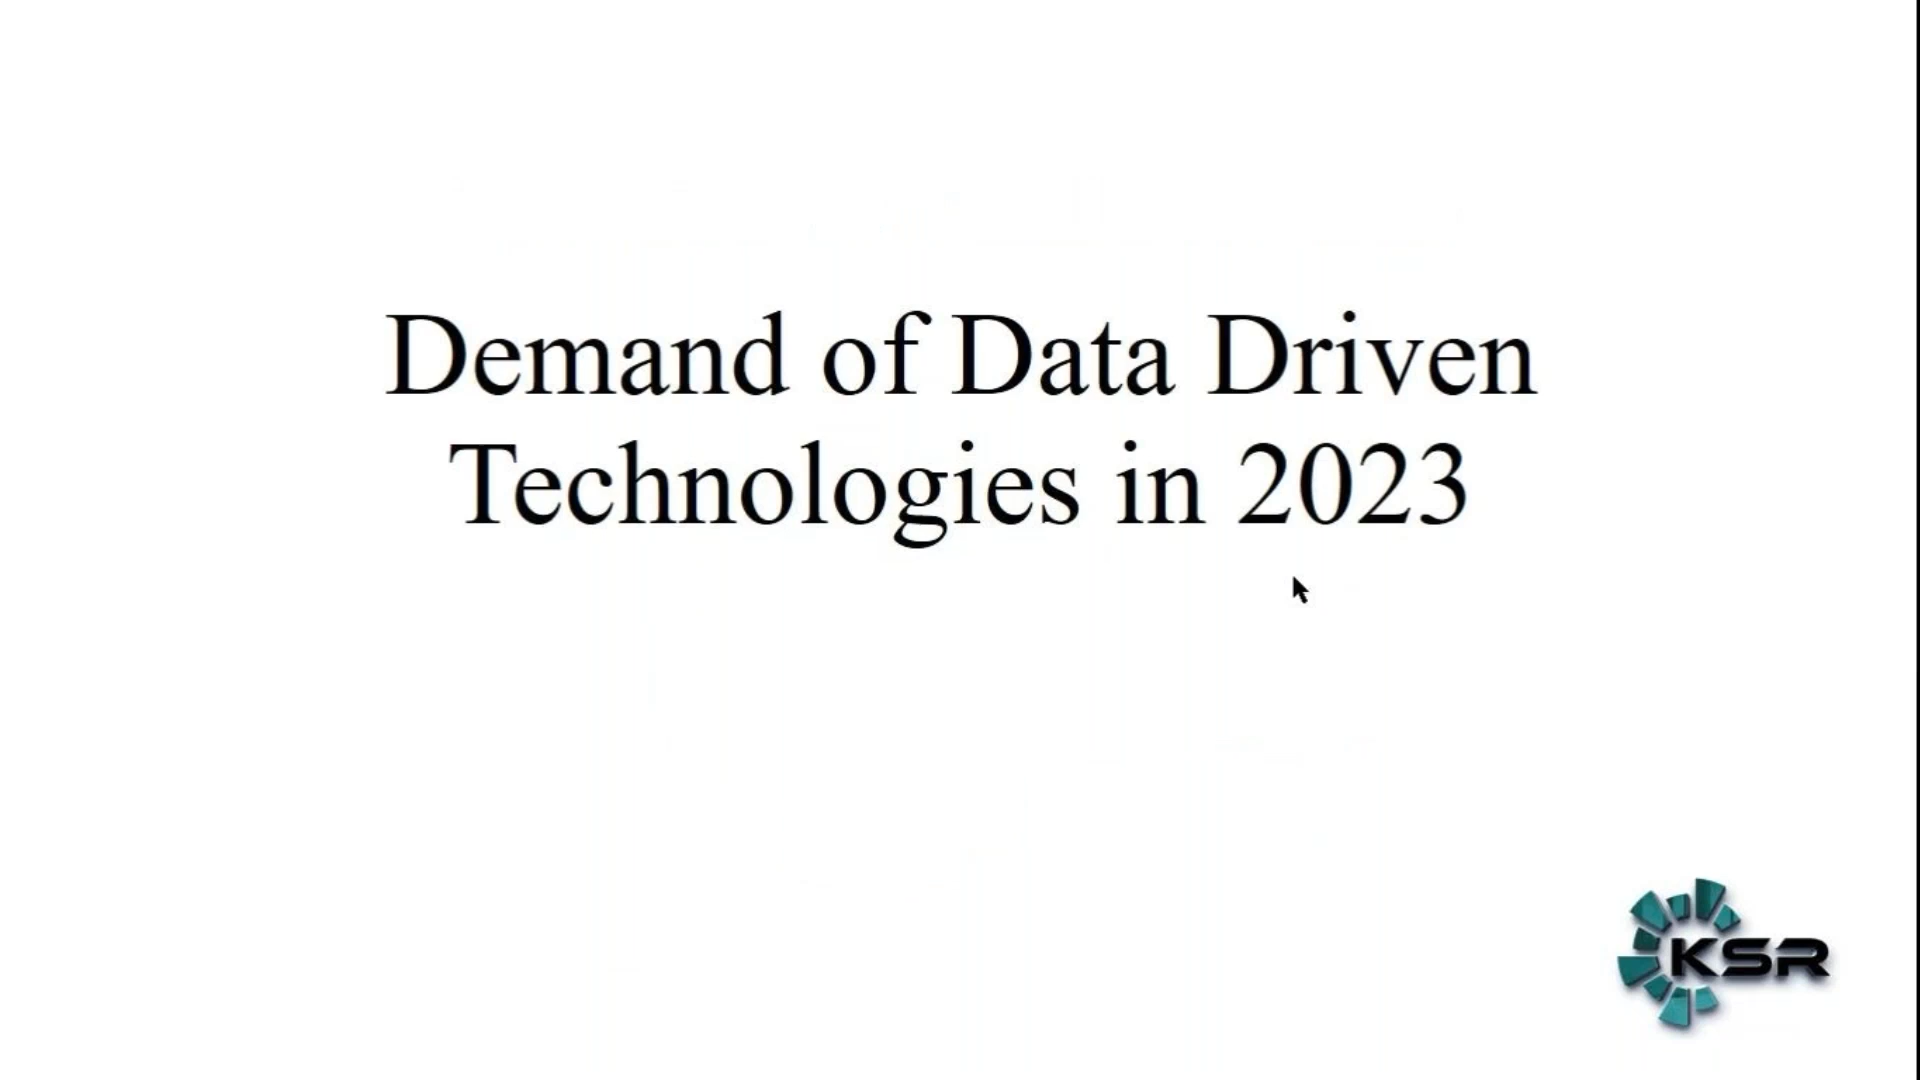 Demand of Data Driven
Technologies in 2023
KSR